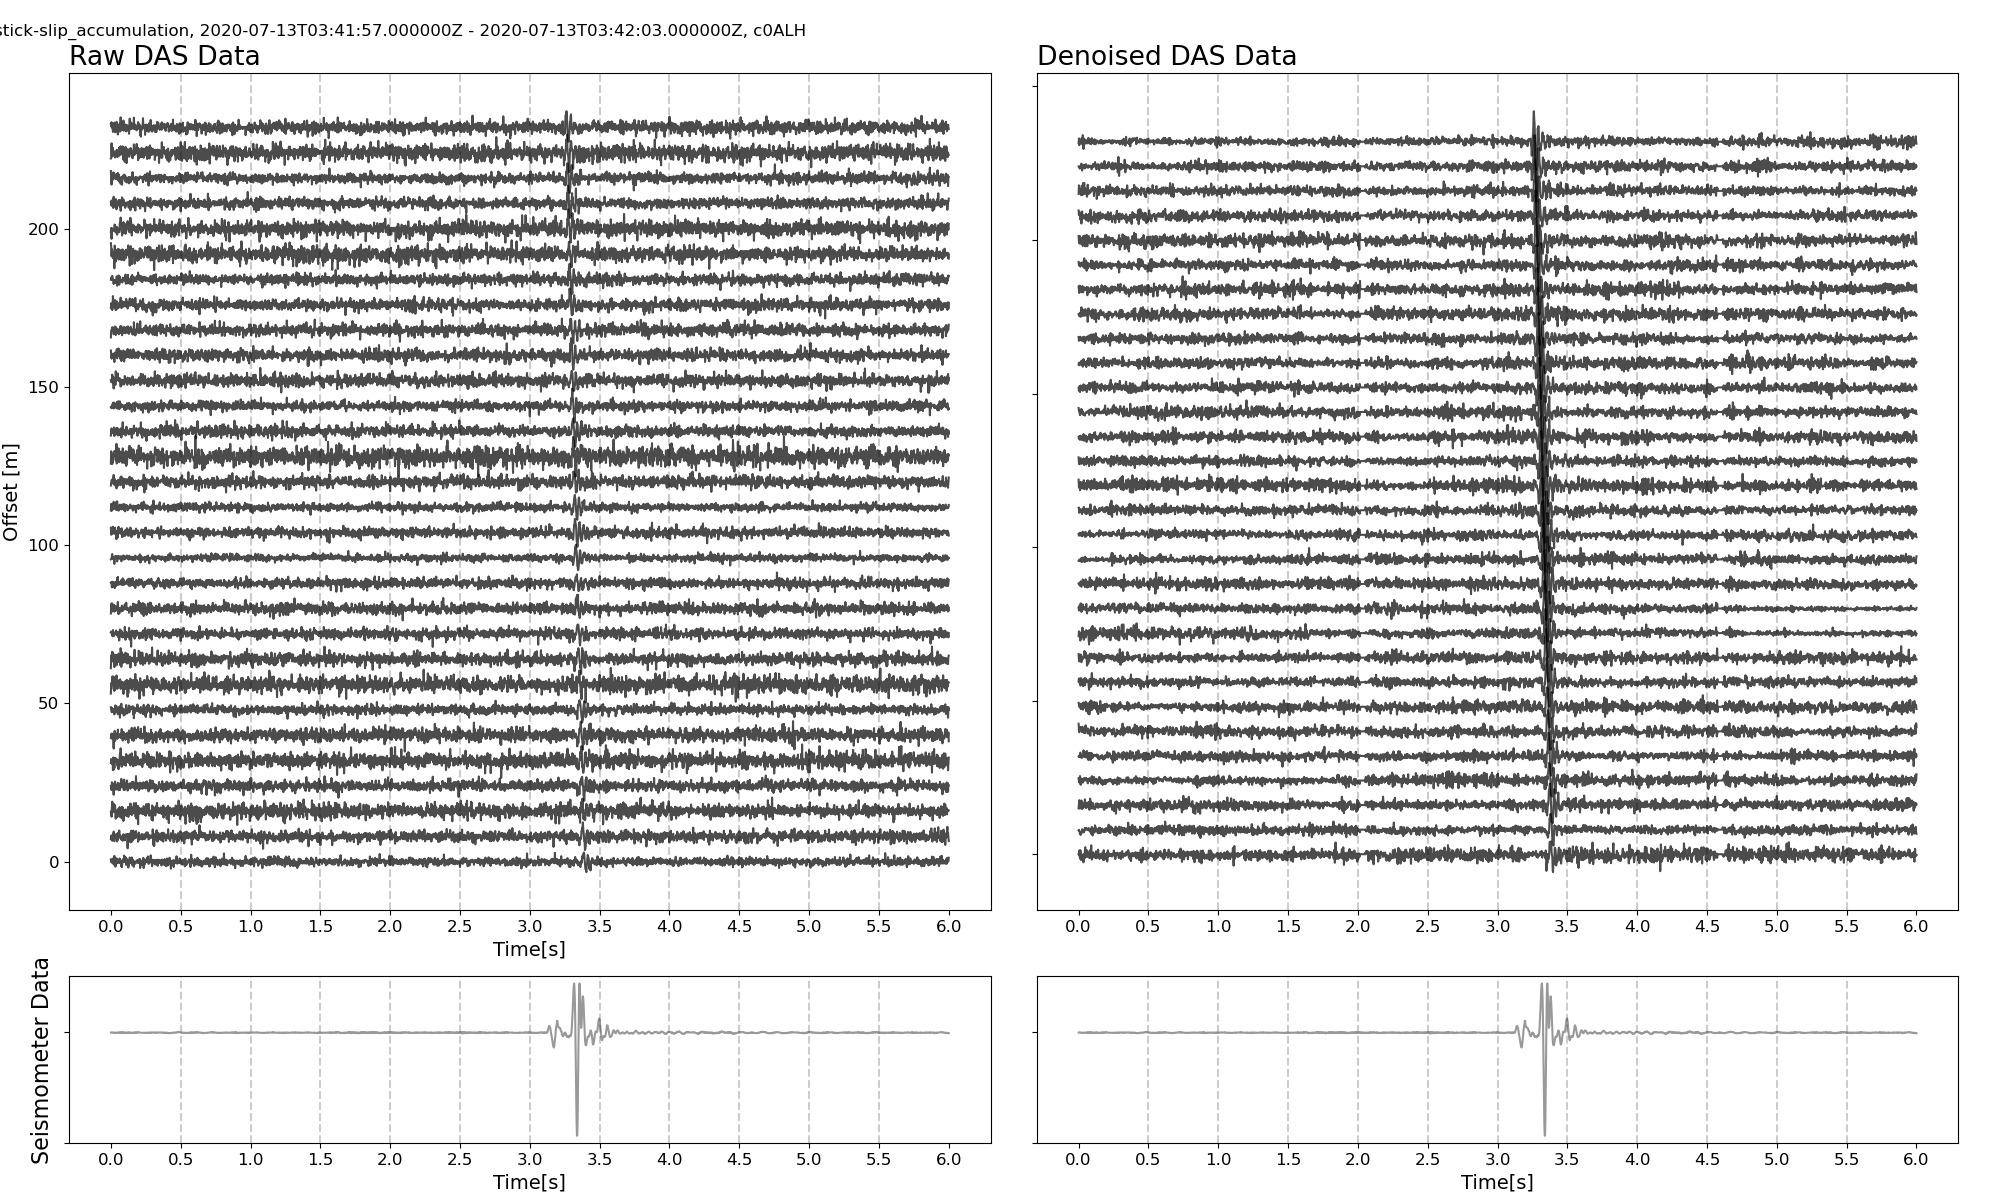 stick-slip_accumulation, 2020-07-13T03:41:57.000000Z - 2020-07-13T03:42:03.000000Z, c0ALH
Raw DAS Data
Denoised DAS Data
Offset [m]
200
150
100
50
0
0.0 0.5 1.0 1.5 2.0 2.5 3.0 3.5 4.0 4.5 5.0 5.5 6.0
Time[s]
0.0 0.5 1.0 1.5 2.0 2.5 3.0 3.5 4.0 4.5 5.0 5.5 6.0
Seismometer Data
0.0 0.5 1.0 1.5 2.0 2.5 3.0 3.5 4.0 4.5 5.0 5.5 6.0
Time[s]
0.0 0.5 1.0 1.5 2.0 2.5 3.0 3.5 4.0 4.5 5.0 5.5 6.0
Time[s]